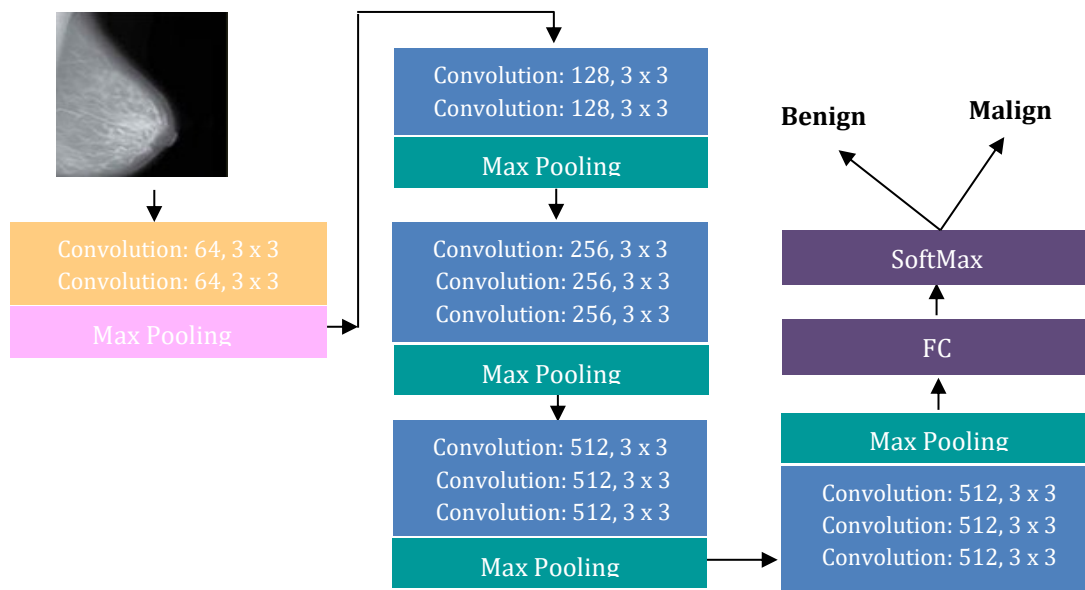 Convolution: 64, 3 x 3
Convolution: 64, 3 x 3
Max Pooling
Convolution: 128, 3 x 3
Convolution: 128, 3 x 3
Max Pooling
Convolution: 256, 3 x 3
Convolution: 256, 3 x 3
Convolution: 256, 3 x 3
Max Pooling
Convolution: 512, 3 x 3
Convolution: 512, 3 x 3
Convolution: 512, 3 x 3
Max Pooling
Benign
Malign
SoftMax
FC
Max Pooling
Convolution: 512, 3 x 3
Convolution: 512, 3 x 3
Convolution: 512, 3 x 3